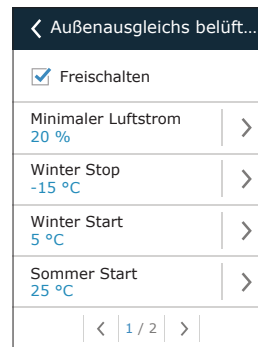 Außenausgleichs belüft...
Freischalten
Minimaler Luftstrom
20 %
Winter Stop
-15 °C
Winter Start
5 °C
Sommer Start
25 °C
1 / 2